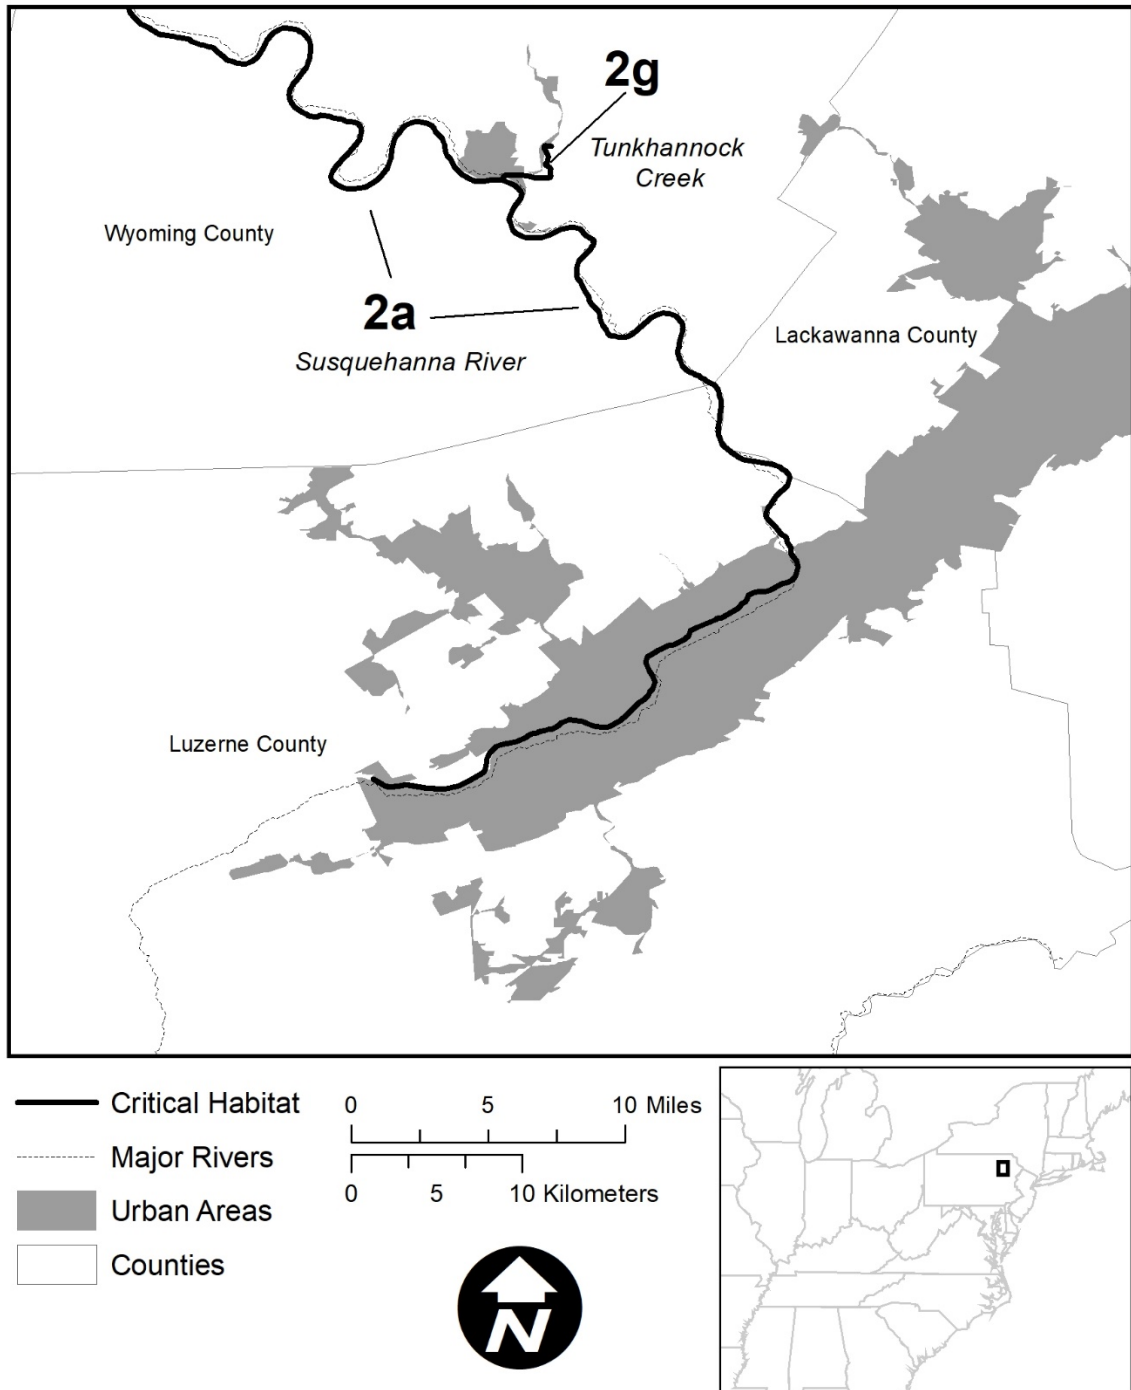 2g
Tunkhannock
Creek
Wyoming County
2a
Susquehanna River
Lackawanna County
Luzerne County
Critical Habitat
Major Rivers
Urban Areas
Counties
0 5 10 Miles
0 5 10 Kilometers
N